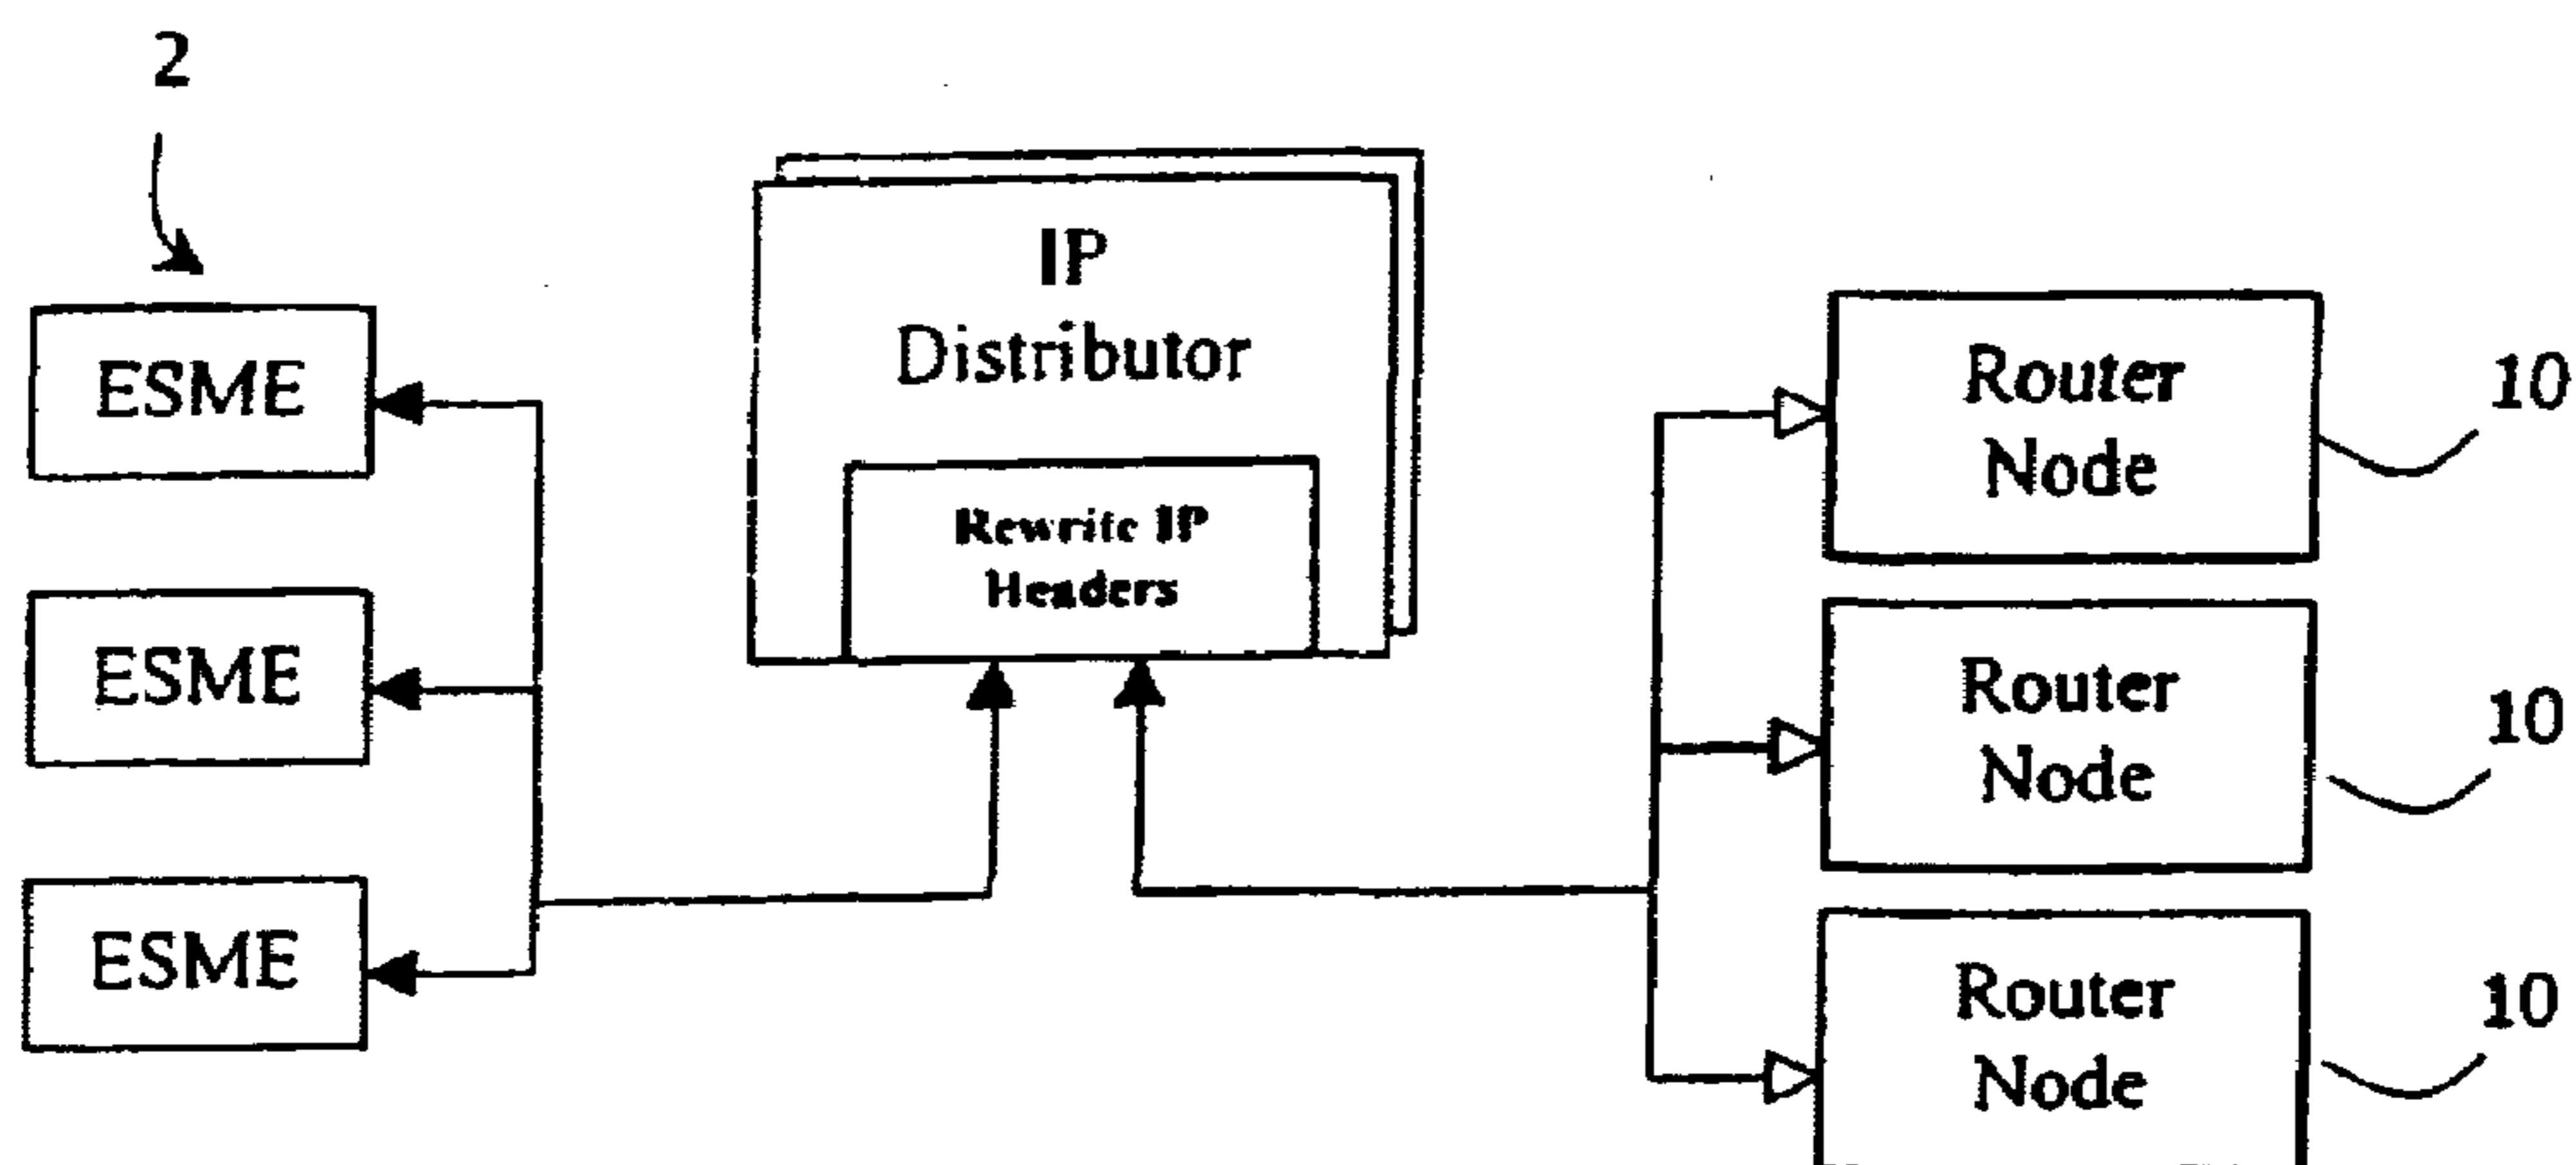 2
ESME
ESME
ESME
IP
Distributor
Rewrite IP
Headers
Router
Node
10
Router
Node
10
Router
Node
10